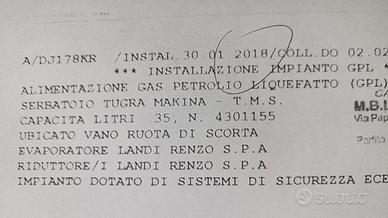 A/DJ178KR /INSTAL.30.01.2018/COLL.DO 02.02
*** INSTALLAZIONE IMPIANTO GPL *
ALIMENTAZIONE GAS PETROLIO LIQUEFATTO (GPL)
SERBATOIO TUGRA MAKINA - T.M.S.
CAPACITA LITRI 35, N. 4301155
UBICATO VANO RUOTA DI SCORTA
EVAPORATORE LANDI RENZO S.P.A
RIDUTTORE/I LANDI RENZO S.P.A
IMPIANTO DOTATO DI SISTEMI DI SICUREZZA ECE
M.B.
Via Pap
Partita
subito